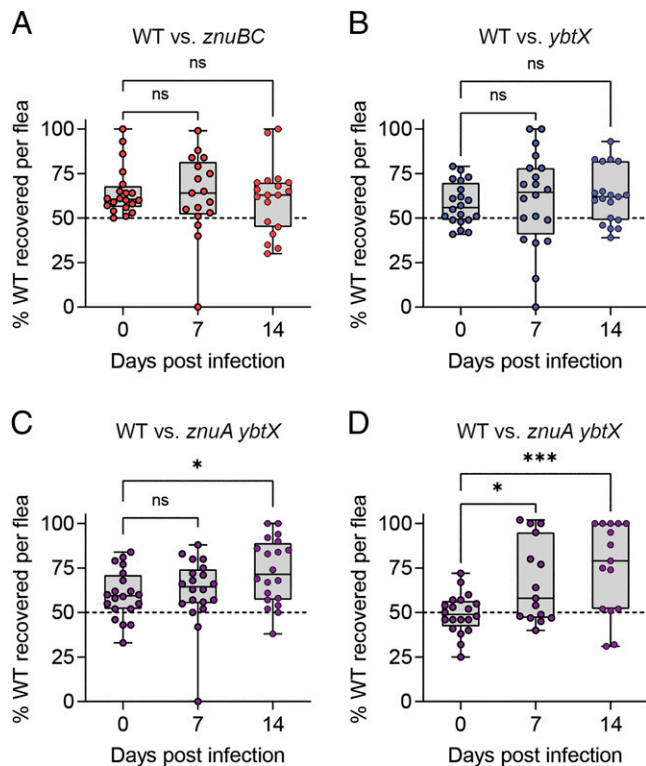 A
WT vs. znuBC
ns
ns
% WT recovered per flea
100
75
50
25
0
0 7 14
Days post infection
B
WT vs. ybtX
ns
ns
% WT recovered per flea
100
75
50
25
0
0 7 14
Days post infection
C
WT vs. znuA ybtX
*
ns
% WT recovered per flea
100
75
50
25
0
0 7 14
Days post infection
D
WT vs. znuA ybtX
***
*
% WT recovered per flea
100
75
50
25
0
0 7 14
Days post infection